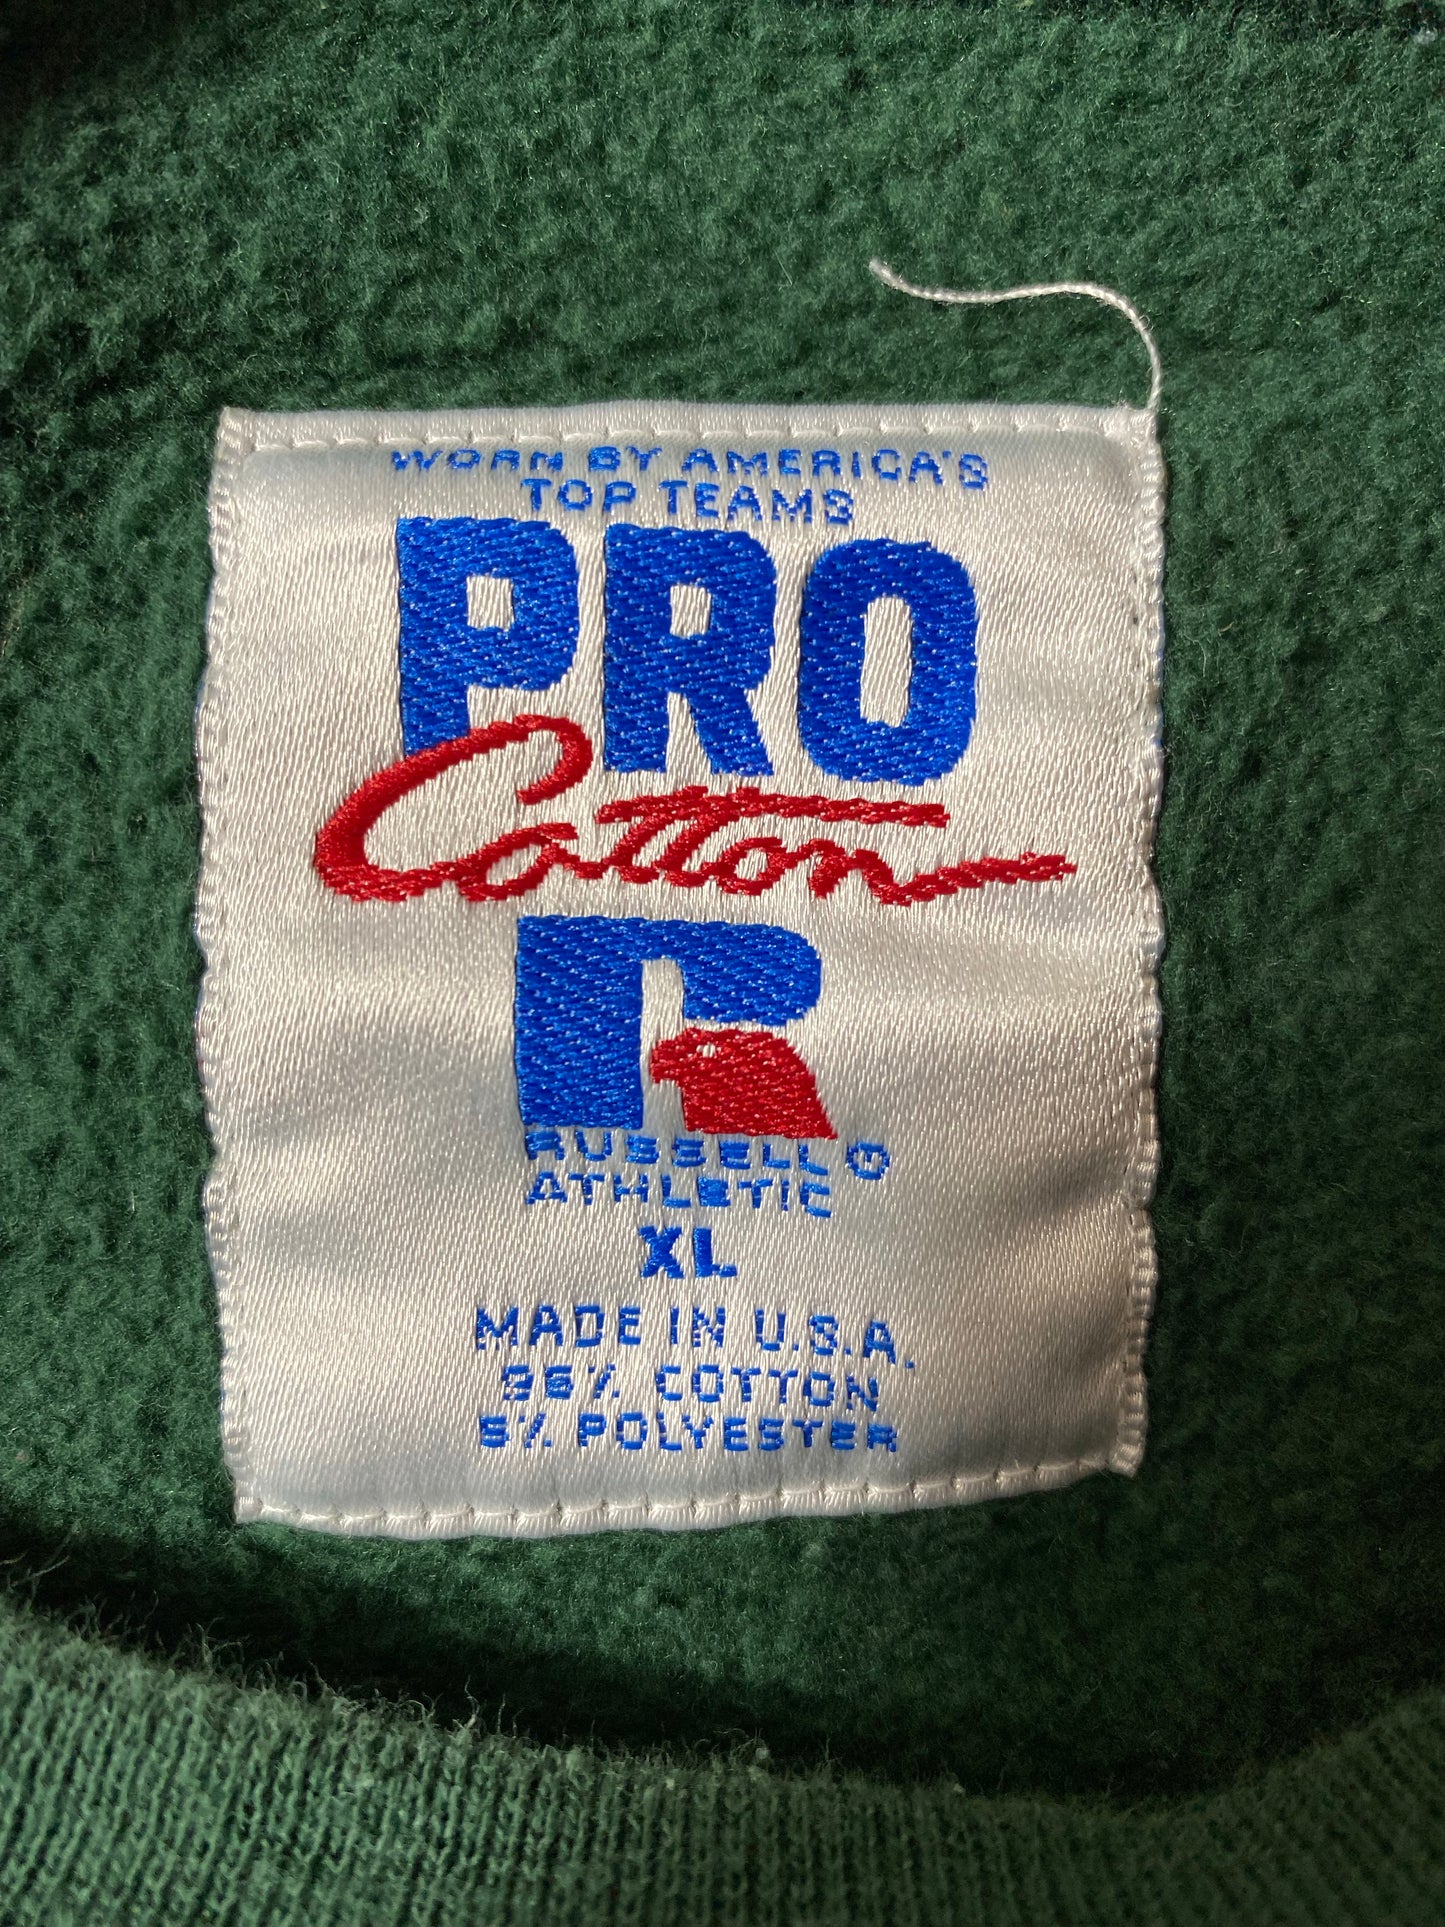 WORN BY AMERICA'S
TOP TEAMS
PRO
Cotton
R
RUSSELL ®
ATHLETIC
XL
MADE IN U.S.A.
95% COTTON
5% POLYESTER